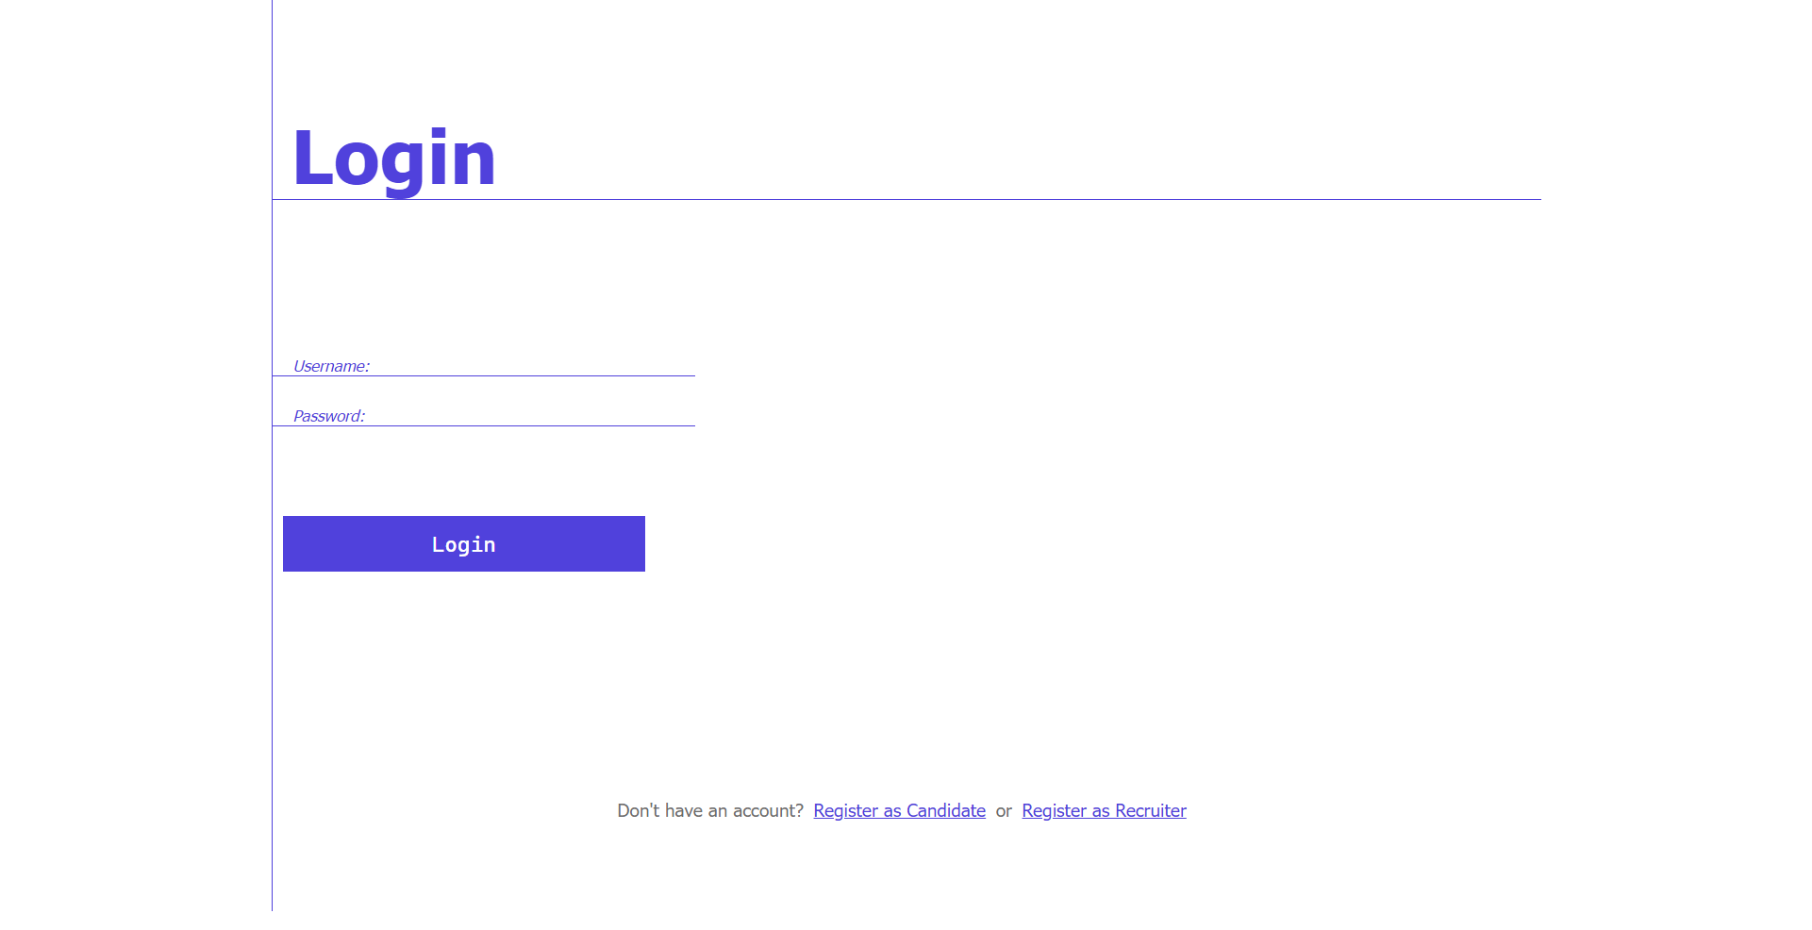 Login
Username:
Password:
Login
Don't have an account? Register as Candidate or Register as Recruiter